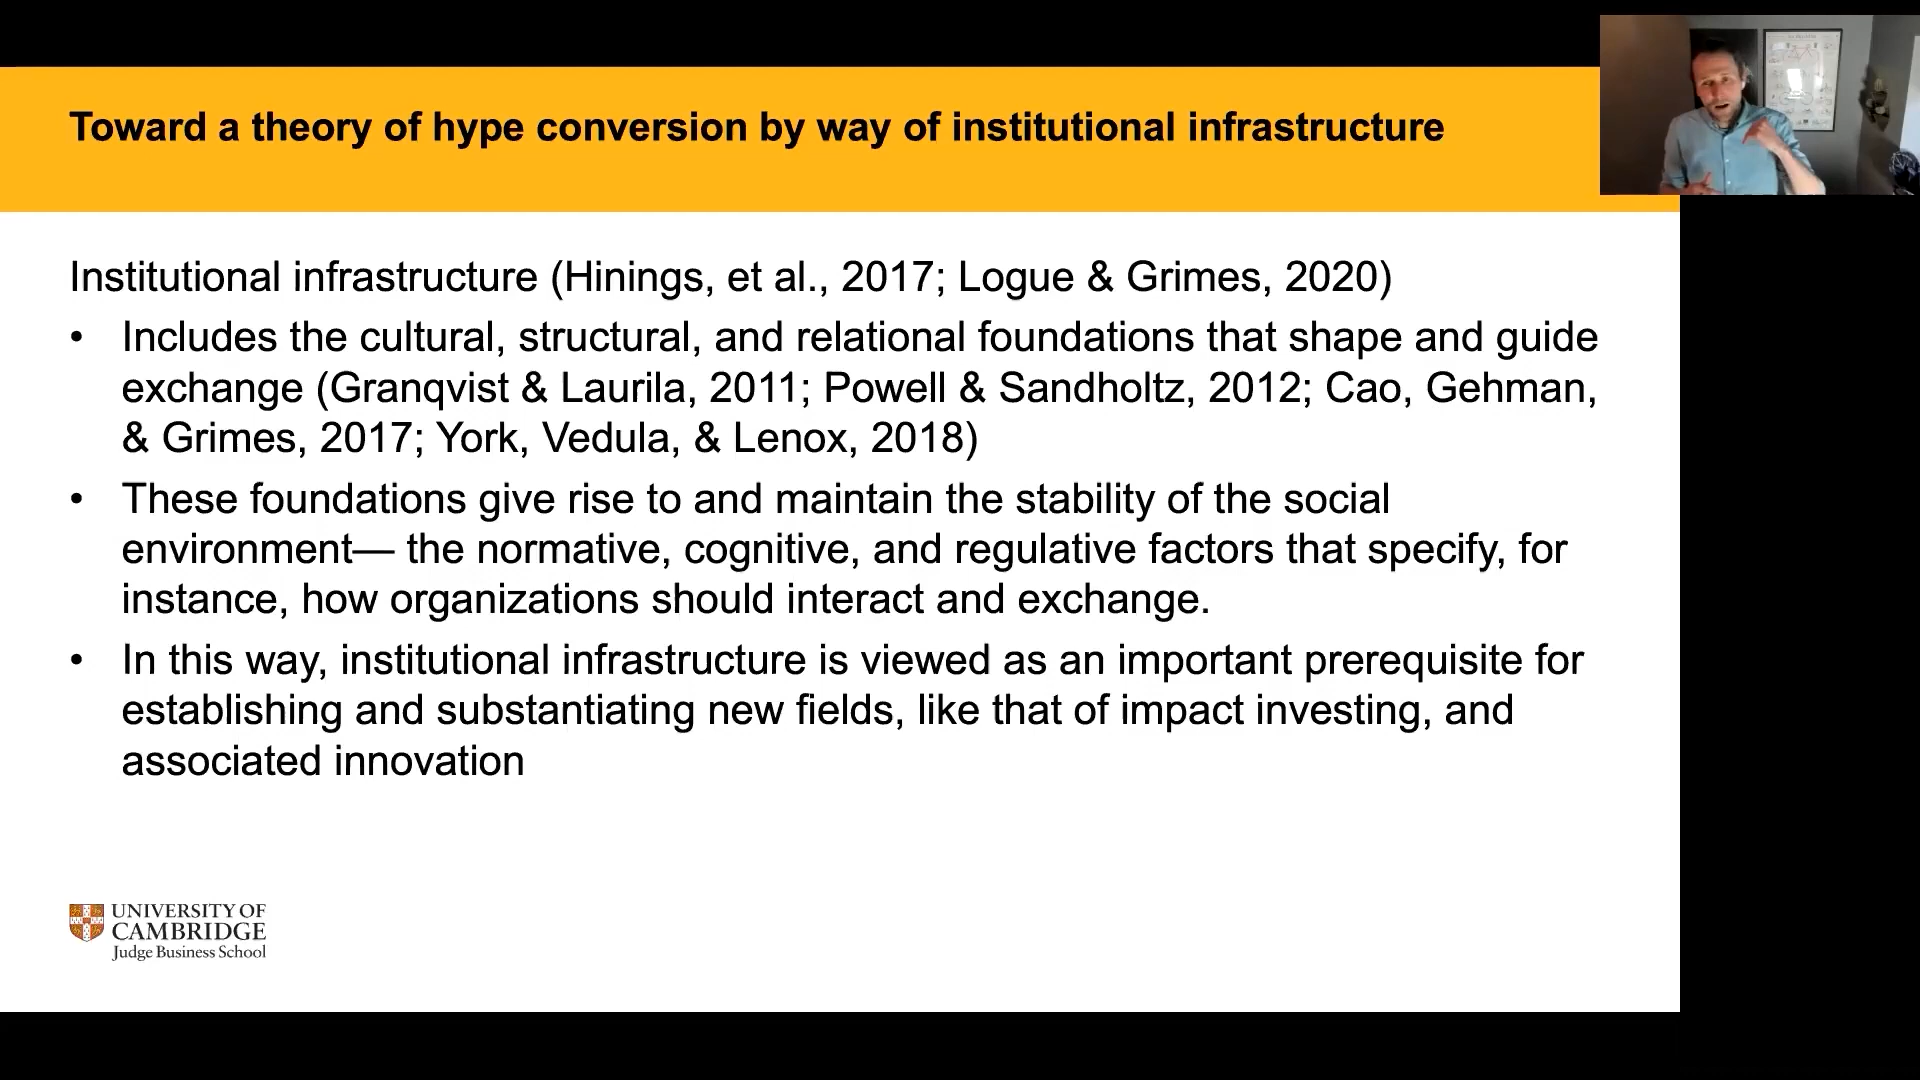 Toward a theory of hype conversion by way of institutional infrastructure
Institutional infrastructure (Hinings, et al., 2017; Logue & Grimes, 2020)
• Includes the cultural, structural, and relational foundations that shape and guide
exchange (Granqvist & Laurila, 2011; Powell & Sandholtz, 2012; Cao, Gehman,
& Grimes, 2017; York, Vedula, & Lenox, 2018)
• These foundations give rise to and maintain the stability of the social
environment— the normative, cognitive, and regulative factors that specify, for
instance, how organizations should interact and exchange.
• In this way, institutional infrastructure is viewed as an important prerequisite for
establishing and substantiating new fields, like that of impact investing, and
associated innovation
UNIVERSITY OF
CAMBRIDGE
Judge Business School